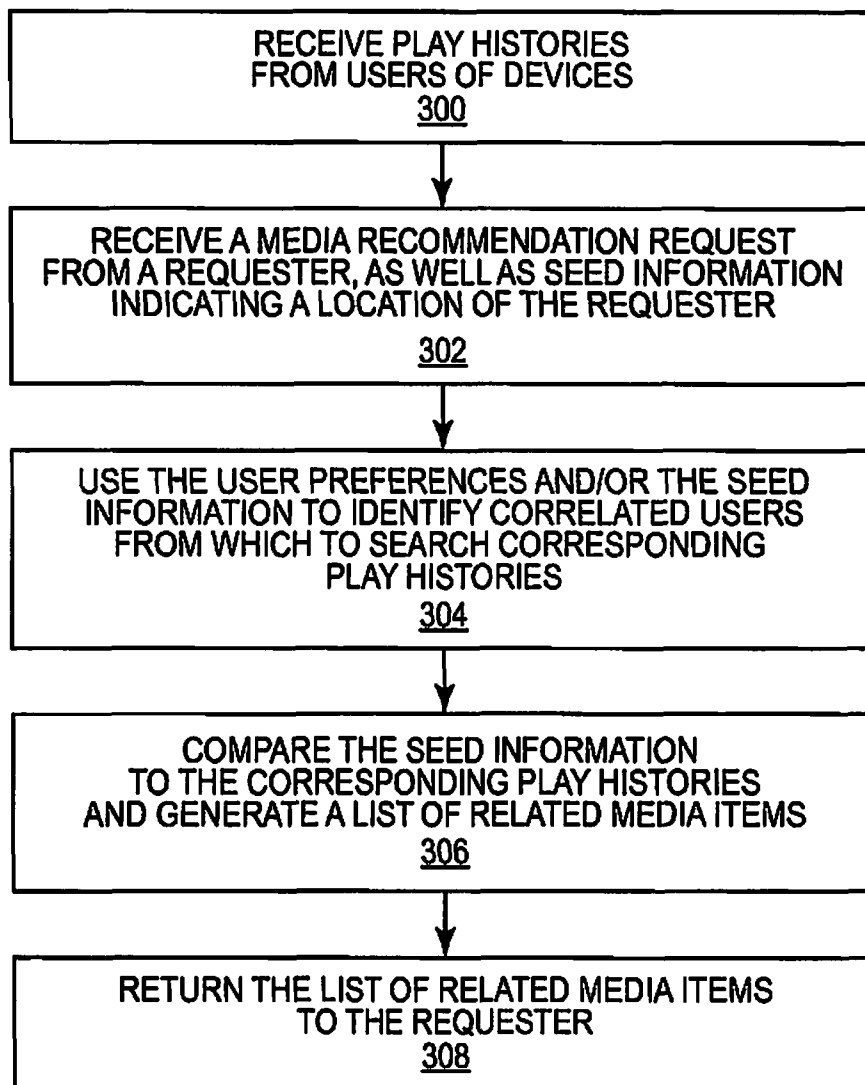 RECEIVE PLAY HISTORIES
FROM USERS OF DEVICES
300
RECEIVE A MEDIA RECOMMENDATION REQUEST
FROM A REQUESTER, AS WELL AS SEED INFORMATION
INDICATING A LOCATION OF THE REQUESTER
302
USE THE USER PREFERENCES AND/OR THE SEED
INFORMATION TO IDENTIFY CORRELATED USERS
FROM WHICH TO SEARCH CORRESPONDING
PLAY HISTORIES
304
COMPARE THE SEED INFORMATION
TO THE CORRESPONDING PLAY HISTORIES
AND GENERATE A LIST OF RELATED MEDIA ITEMS
306
RETURN THE LIST OF RELATED MEDIA ITEMS
TO THE REQUESTER
308